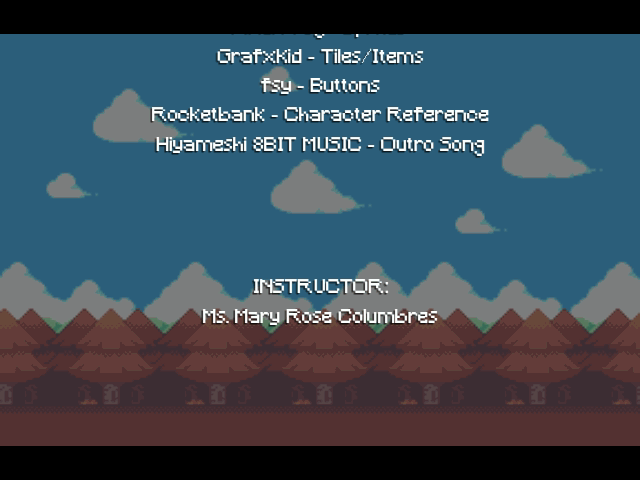 GrafxKid - Tiles/Items
fsy - Buttons
Rocketbank - Character Reference
Hiyameshi 8BIT MUSIC - Outro Song
INSTRUCTOR:
Ms. Mary Rose Columbres